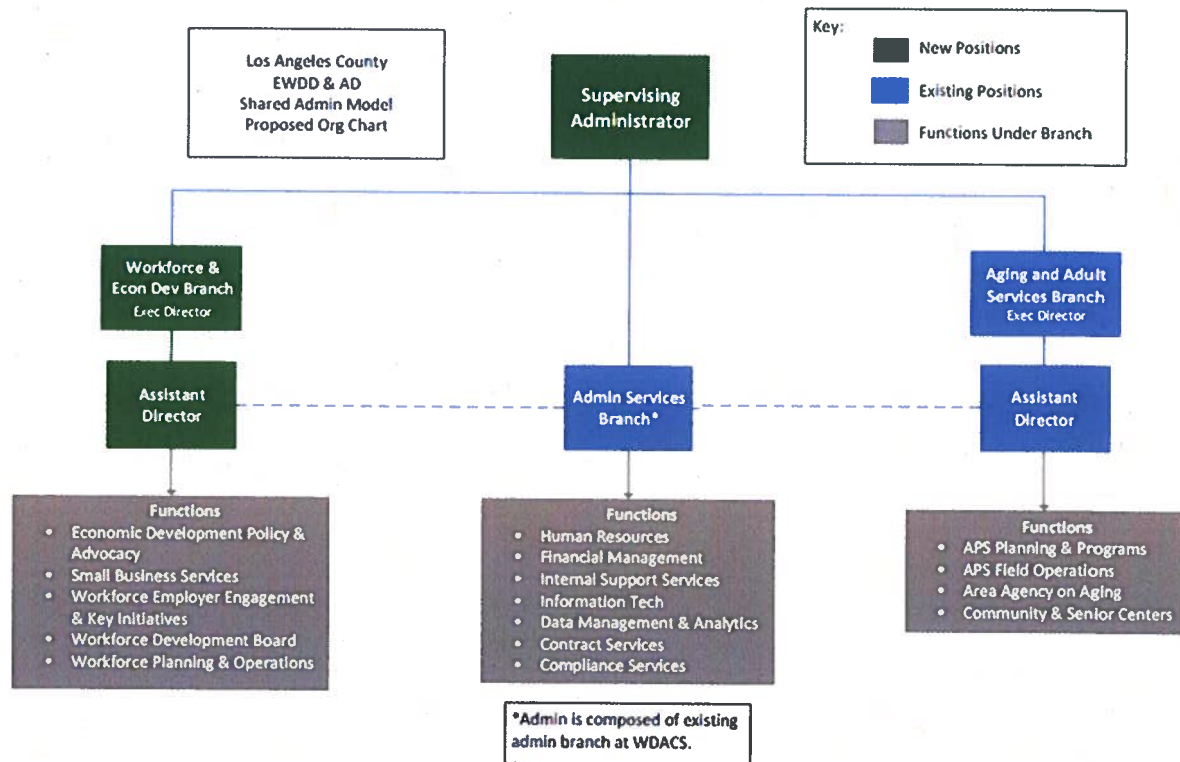 Los Angeles County
EWDD & AD
Shared Admin Model
Proposed Org Chart
Supervising
Administrator
Key:
New Positions
Existing Positions
Functions Under Branch
Workforce &
Econ Dev Branch
Exec Director
Aging and Adult
Services Branch
Exec Director
Assistant
Director
Admin Services
Branch*
Assistant
Director
Functions
• Economic Development Policy &
Advocacy
• Small Business Services
• Workforce Employer Engagement
& Key Initiatives
• Workforce Development Board
• Workforce Planning & Operations
Functions
• Human Resources
• Financial Management
• Internal Support Services
• Information Tech
• Data Management & Analytics
• Contract Services
• Compliance Services
Functions
• APS Planning & Programs
• APS Field Operations
• Area Agency on Aging
• Community & Senior Centers
*Admin is composed of existing
admin branch at WDACS.